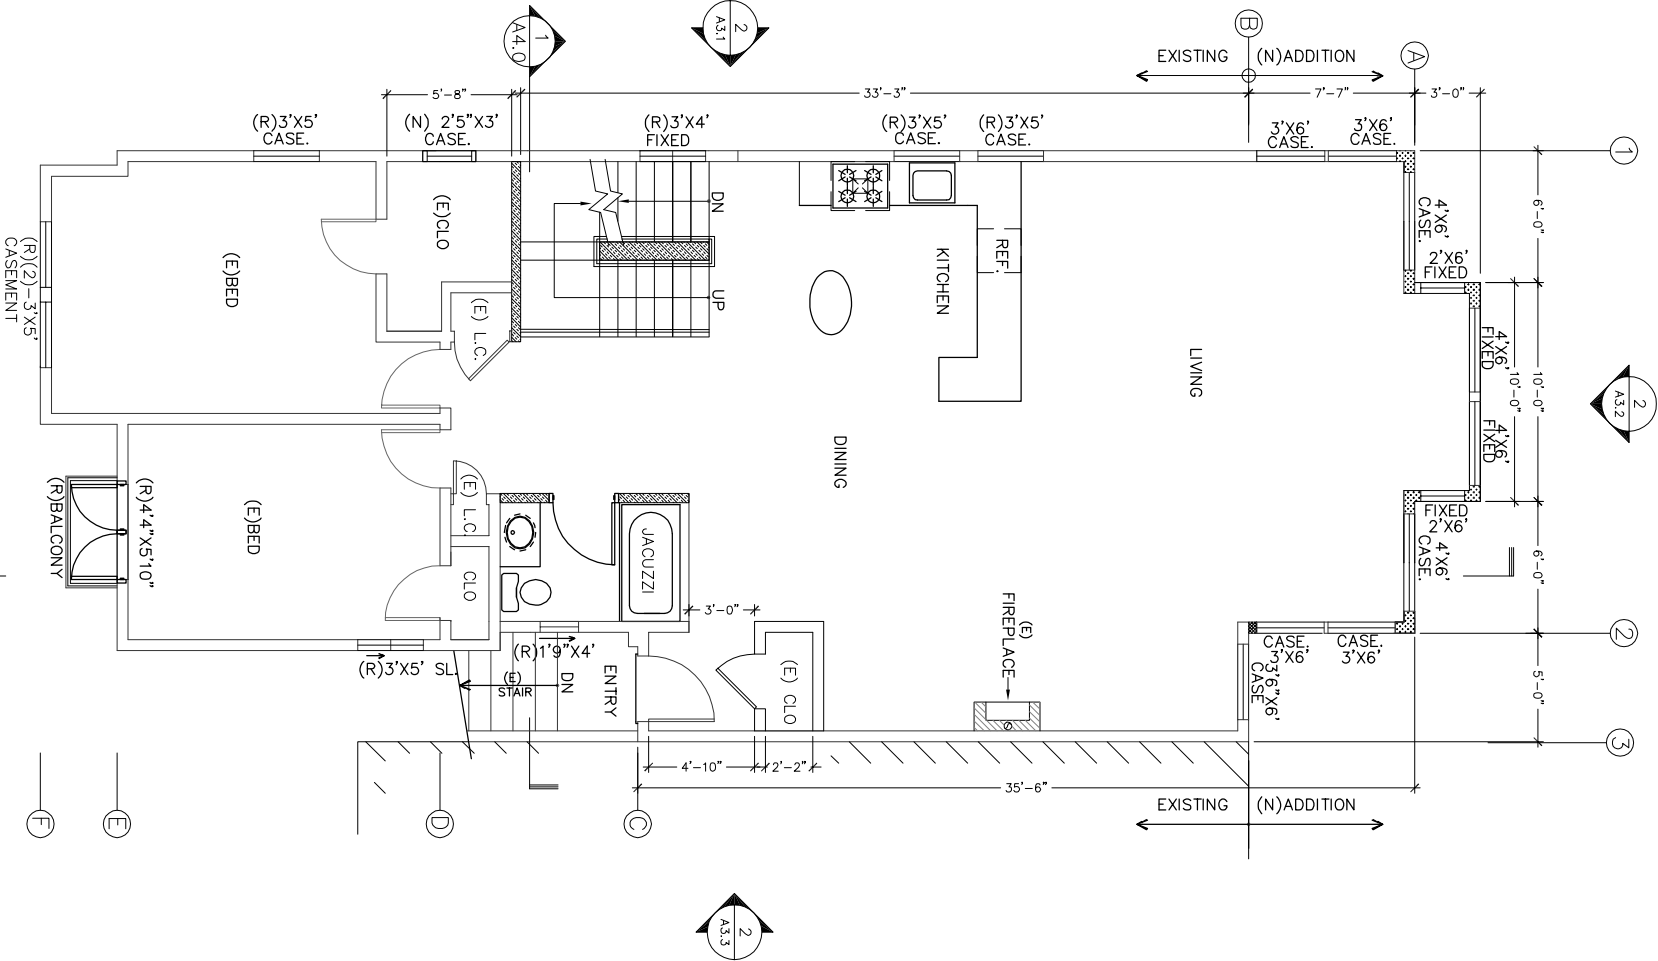 1
A4.0
2
A3.1
B
A
EXISTING
(N)ADDITION
5'-8"
33'-3"
7'-7"
3'-0"
(R)3'X5'
CASE.
(N) 2'5"X3'
CASE.
(R)3'X4'
FIXED
(R)3'X5'
CASE.
(R)3'X5'
CASE.
3'X6'
CASE.
3'X6'
CASE.
1
DN
(E)CLO
4'X6'
CASE.
6'-0"
2'X6'
FIXED
KITCHEN
REF.
(E)BED
(R)(2)-3'X5'
CASEMENT
UP
(E) L.C.
4'X6'
FIXED
LIVING
10'-0"
10'-0"
2
A3.2
4'X6'
FIXED
DINING
(E) L.C.
(R)4'4"X5'10"
(R)BALCONY
(E)BED
CLO
JACUZZI
FIXED
2'X6'
4'X6'
CASE.
6'-0"
3'-0"
(E)
FIREPLACE
2
CASE.
3'X6'
CASE.
3'X6'
(R)3'X5' SL.
(R)1'9"X4'
(E)
STAIR
DN
ENTRY
(E) CLO
3'6"X6'
CASE
5'-0"
3
4'-10"
2'-2"
35'-6"
EXISTING
(N)ADDITION
F
E
D
C
2
A3.3